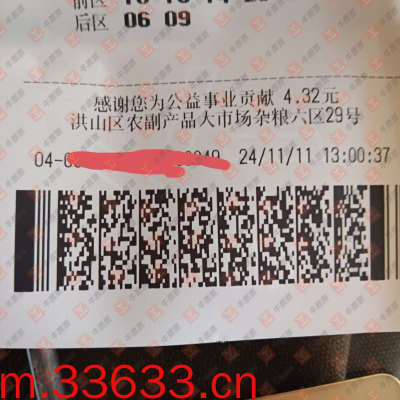 后区 06 09
感谢您为公益事业贡献 4.32元
洪山区农副产品大市场杂粮六区29号
24/11/11 13:00:37
m.33633.cn